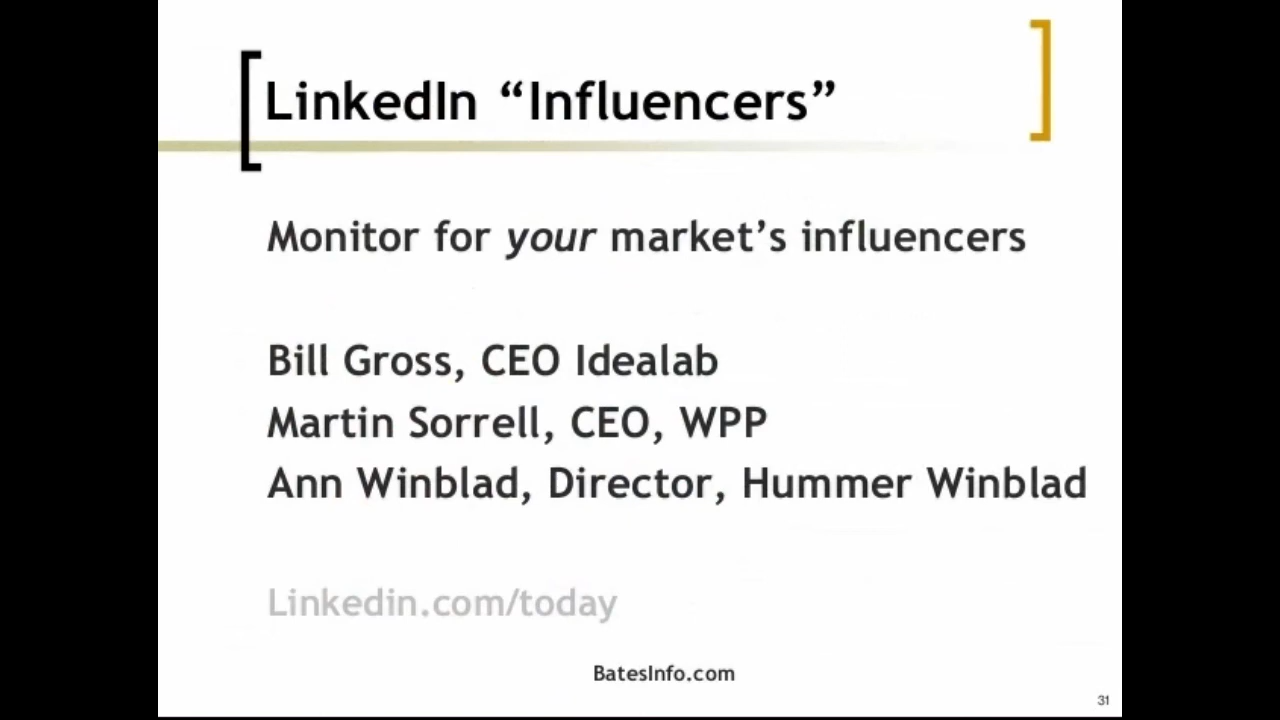 LinkedIn “Influencers”
Monitor for your market’s influencers
Bill Gross, CEO Idealab
Martin Sorrell, CEO, WPP
Ann Winblad, Director, Hummer Winblad
Linkedin.com/today
BatesInfo.com
31